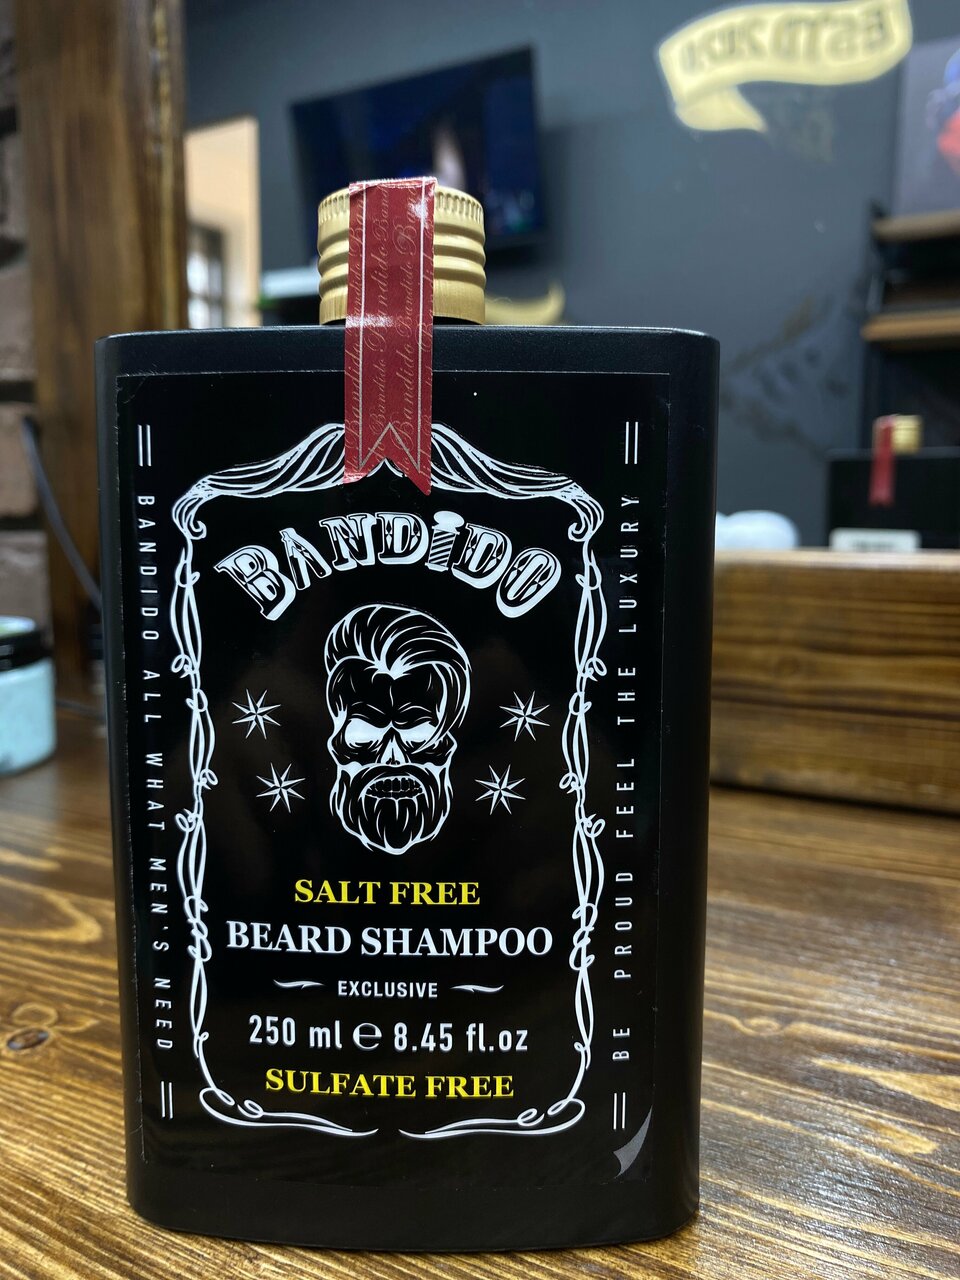 Bandido
BANDiDO
SALT FREE
BEARD SHAMPOO
EXCLUSIVE
250 ml ℮ 8.45 fl.oz
SULFATE FREE
BANDIDO ALL WHAT MEN'S NEED
BE PROUD FEEL THE LUXURY